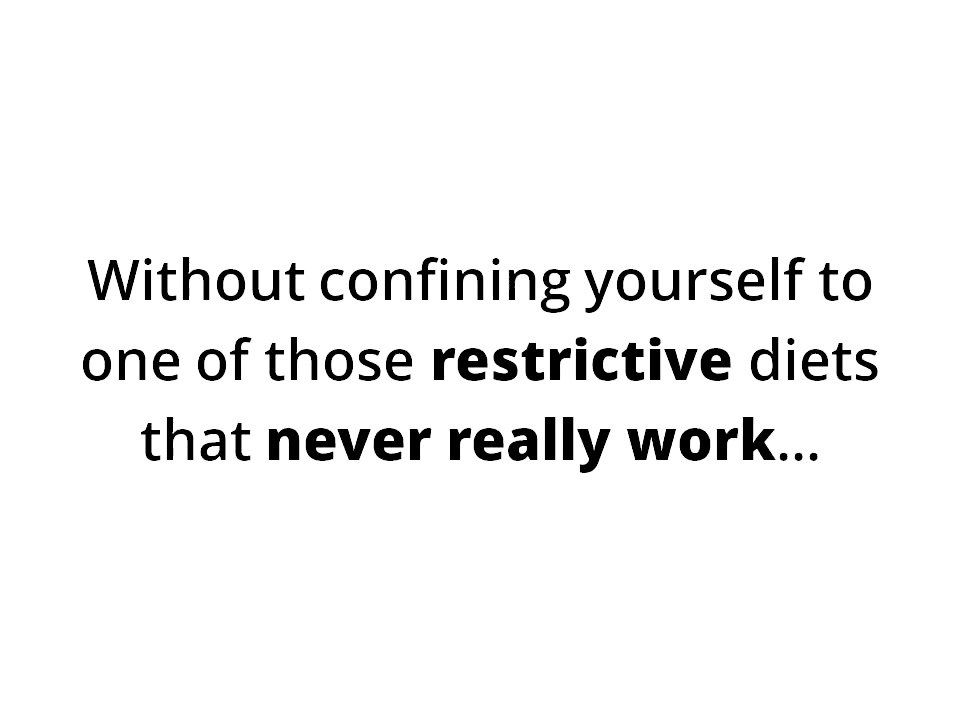 Without confining yourself to
one of those restrictive diets
that never really work...